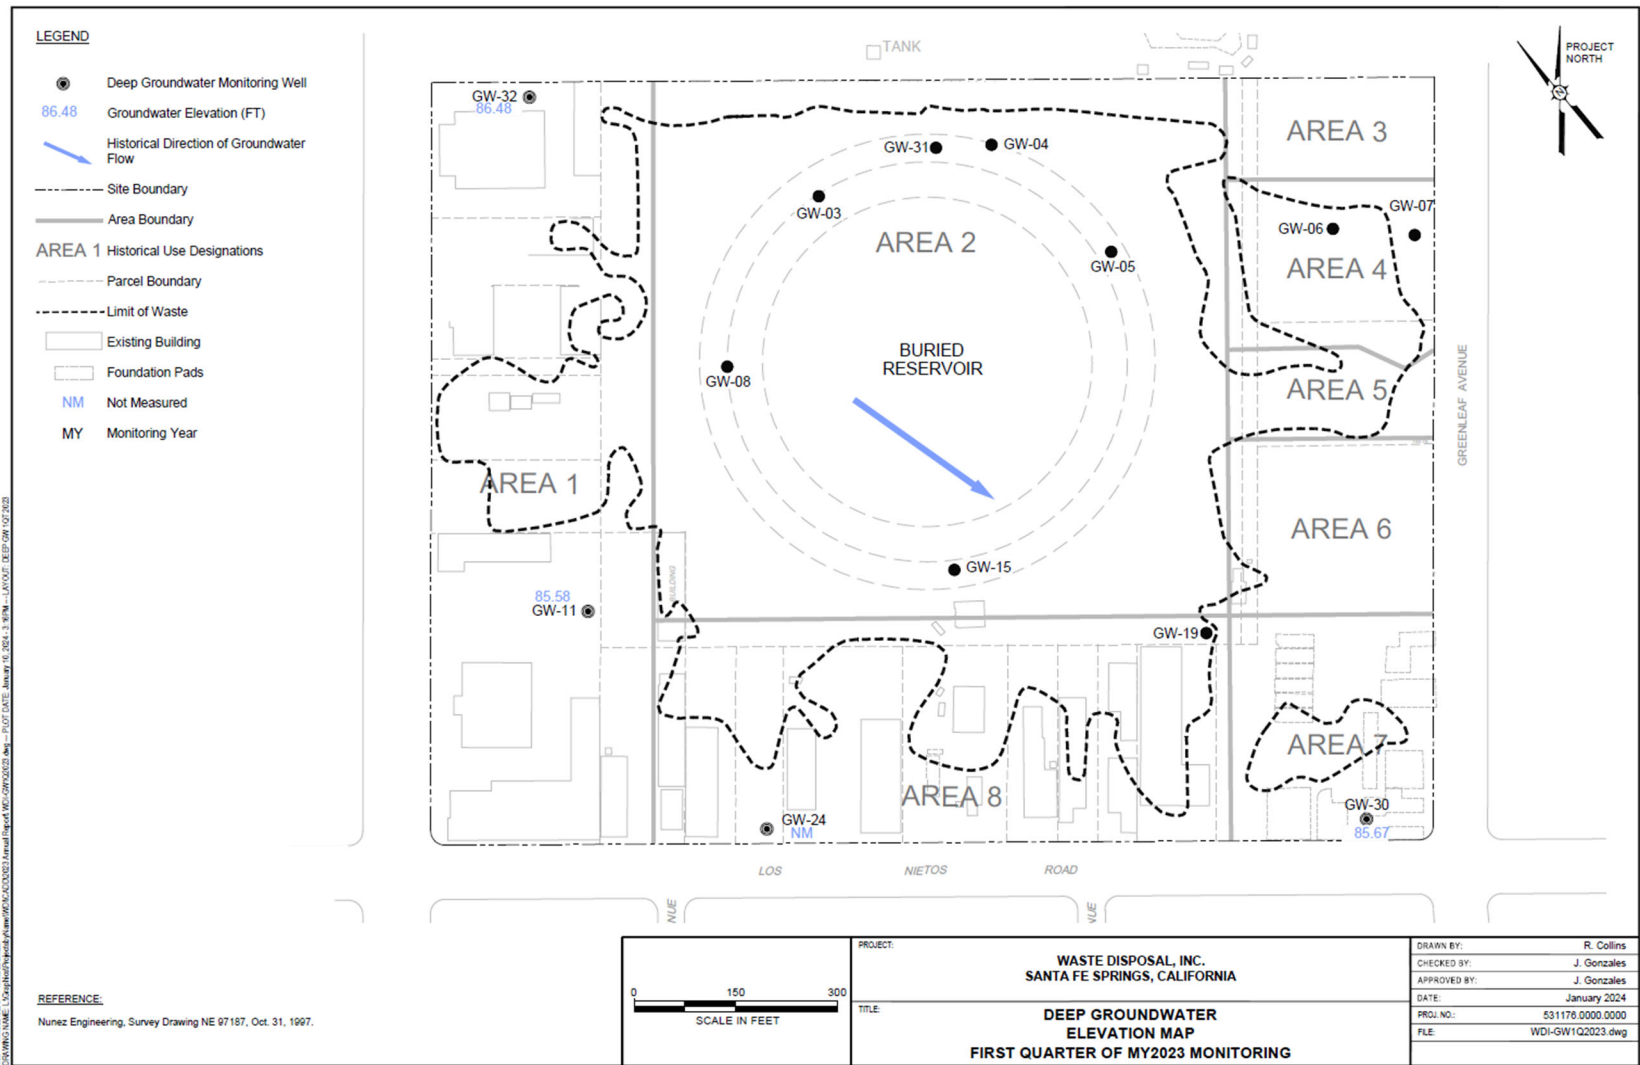 LEGEND
Deep Groundwater Monitoring Well
86.48 Groundwater Elevation (FT)
Historical Direction of Groundwater
Flow
Site Boundary
Area Boundary
AREA 1 Historical Use Designations
Parcel Boundary
Limit of Waste
Existing Building
Foundation Pads
NM Not Measured
MY Monitoring Year
TANK
PROJECT
NORTH
GW-32
86.48
GW-31
GW-04
AREA 3
GW-03
GW-07
GW-06
AREA 2
GW-05
AREA 4
BURIED
RESERVOIR
GW-08
AREA 5
GREENLEAF AVENUE
AREA 1
AREA 6
BUILDING
GW-15
85.58
GW-11
GW-19
AREA 7
AREA 8
GW-24
NM
GW-30
85.67
LOS NIETOS ROAD
NUE
NUE
REFERENCE:
Nunez Engineering, Survey Drawing NE 97187, Oct. 31, 1997.
0 150 300
SCALE IN FEET
PROJECT:
WASTE DISPOSAL, INC.
SANTA FE SPRINGS, CALIFORNIA
TITLE:
DEEP GROUNDWATER
ELEVATION MAP
FIRST QUARTER OF MY2023 MONITORING
DRAWN BY: R. Collins
CHECKED BY: J. Gonzales
APPROVED BY: J. Gonzales
DATE: January 2024
PROJ. NO.: 531176.0000.0000
FILE: WDI-GW1Q2023.dwg